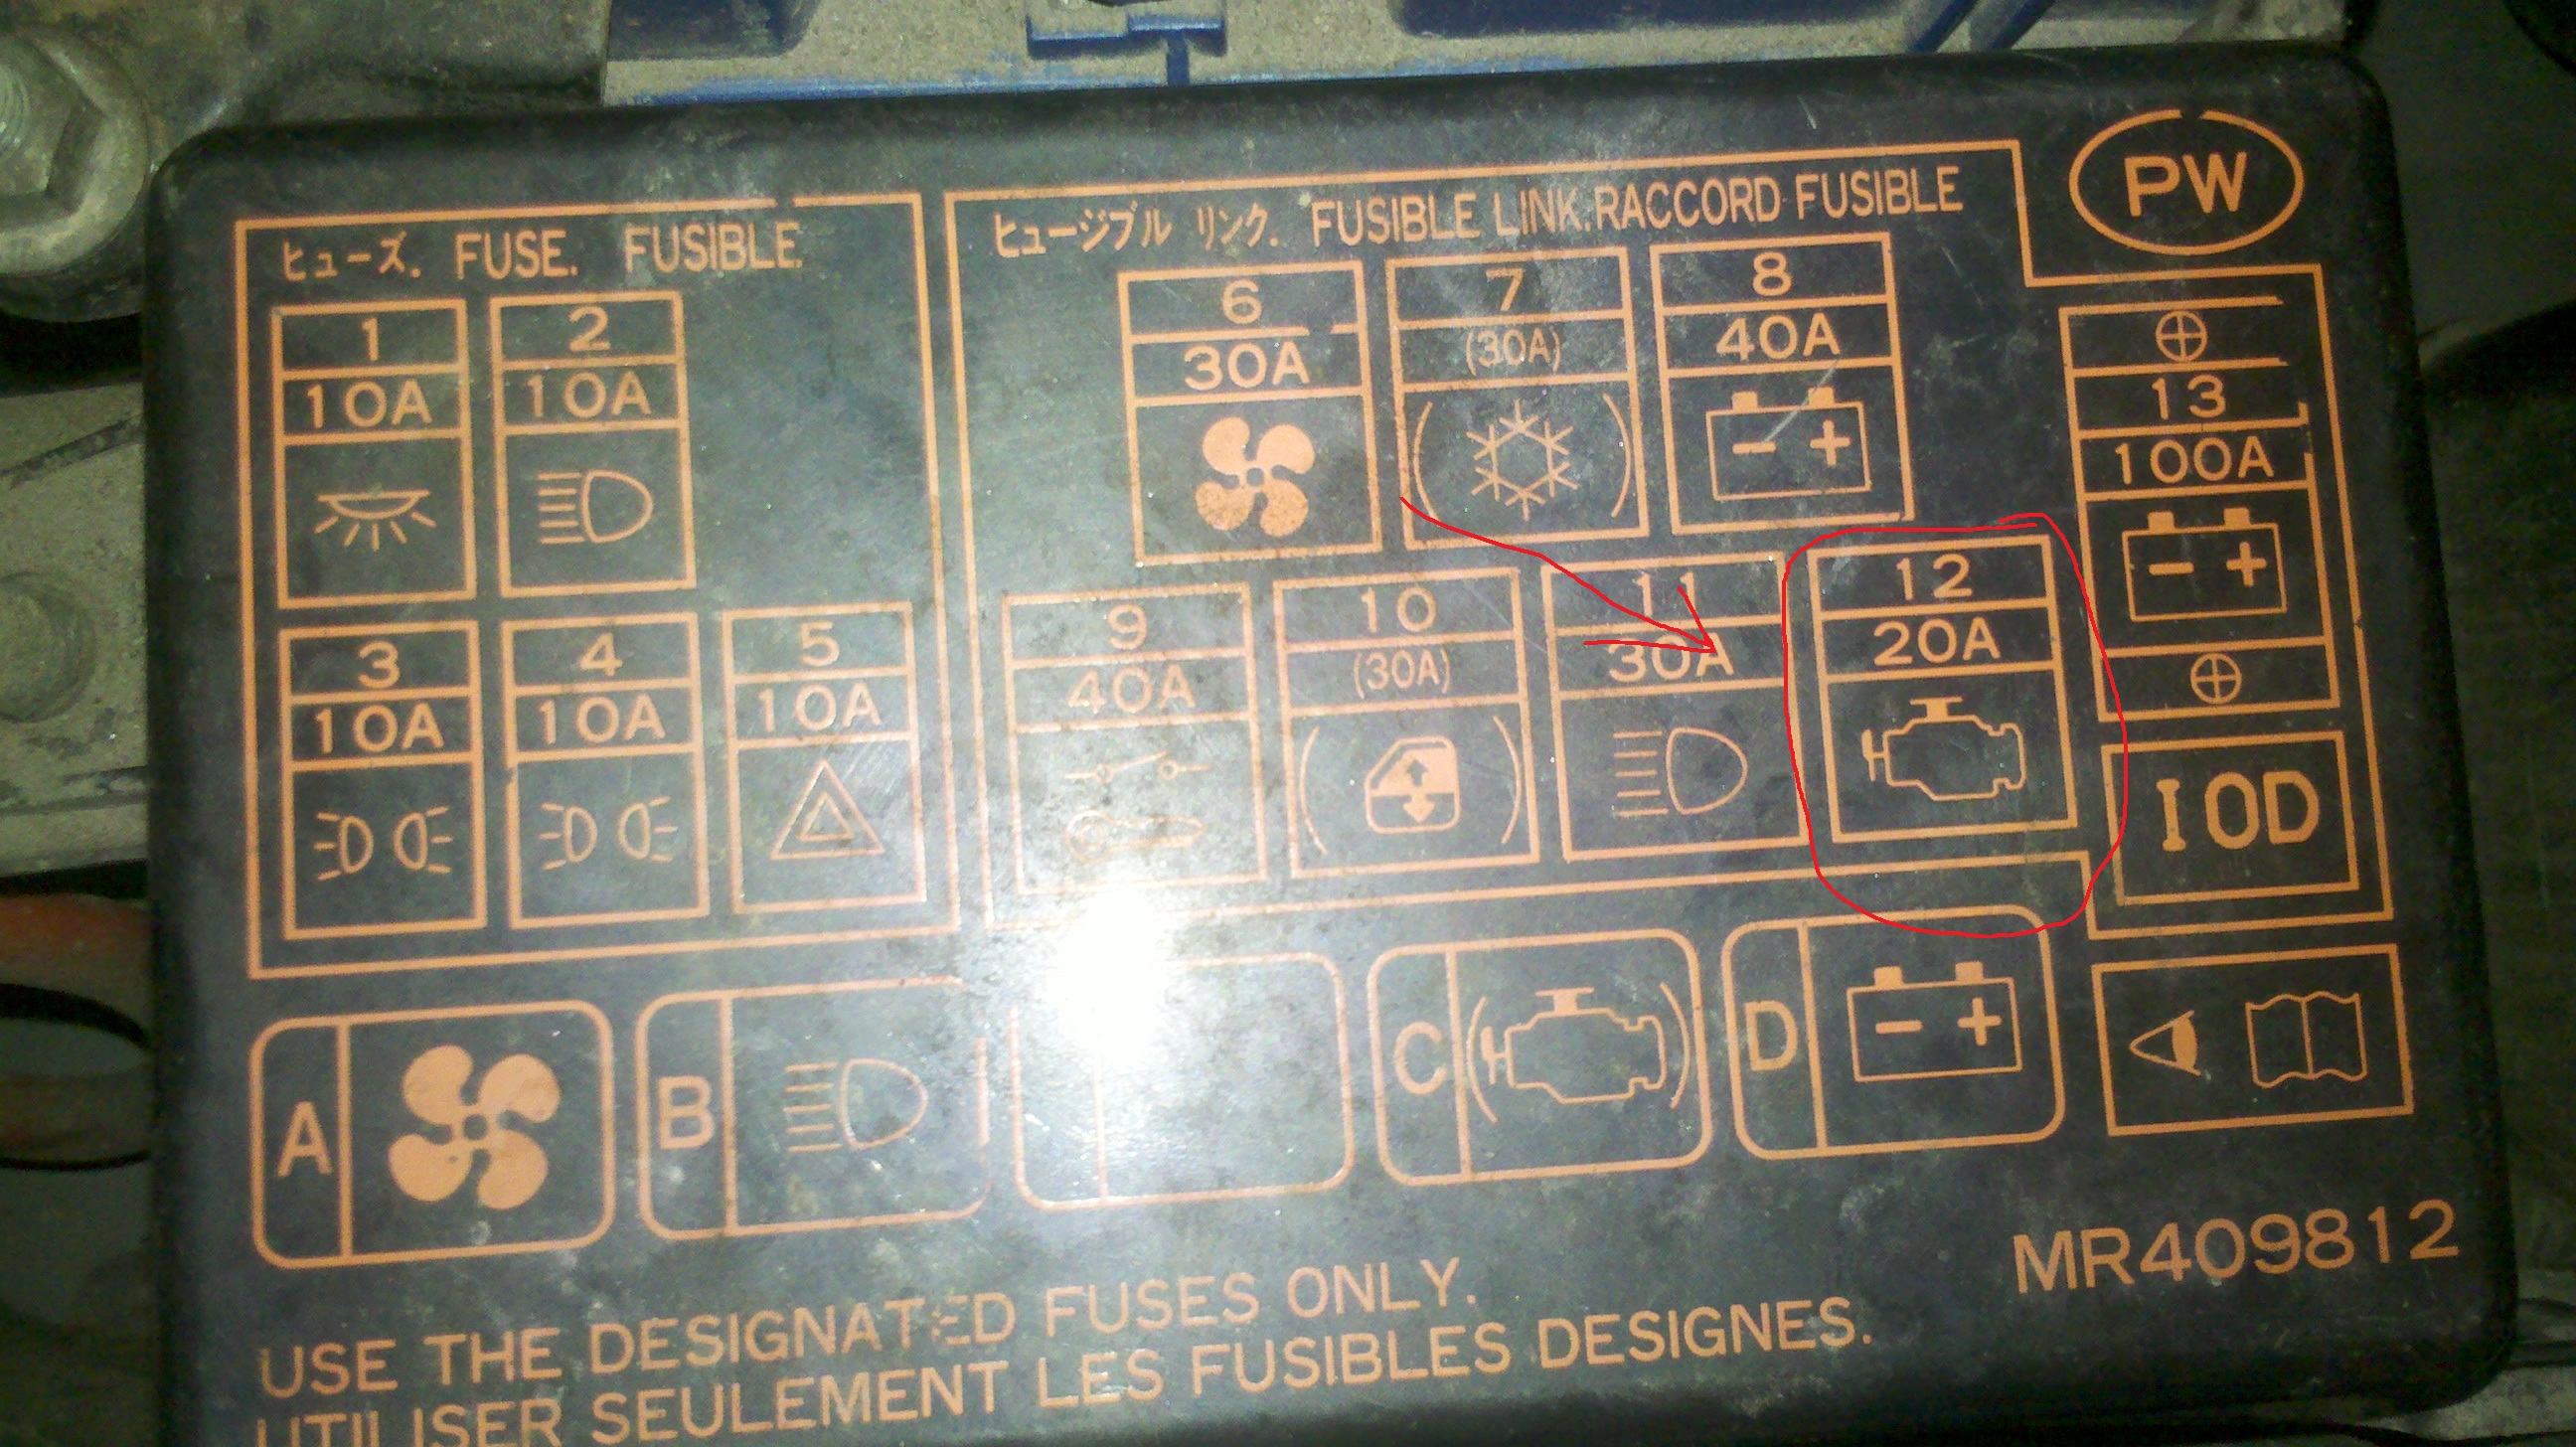 PW
ヒューズ. FUSE. FUSIBLE
ヒュージブル リンク. FUSIBLE LINK. RACCORD FUSIBLE
1
10A
2
10A
3
10A
4
10A
5
10A
6
30A
7
(30A)
8
40A
- +
9
40A
10
(30A)
11
30A
12
20A
13
100A
- +
IOD
A
B
C
D
- +
MR409812
USE THE DESIGNATED FUSES ONLY.
UTILISER SEULEMENT LES FUSIBLES DESIGNES.